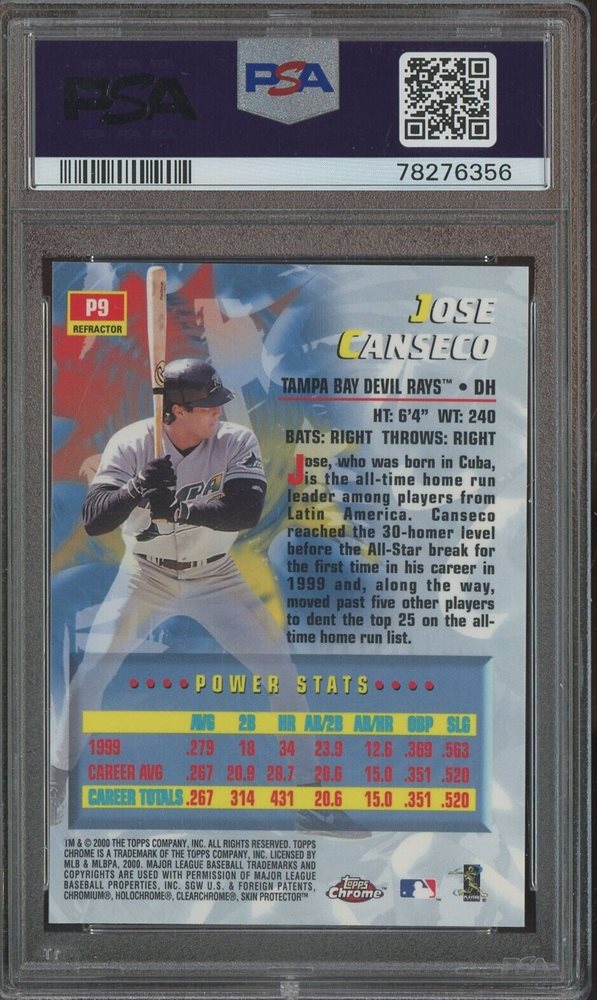 PSA
PSA
78276356
P9
REFRACTOR
JOSE
CANSECO
TAMPA BAY DEVIL RAYS™ • DH
HT: 6'4" WT: 240
BATS: RIGHT THROWS: RIGHT
Jose, who was born in Cuba,
is the all-time home run
leader among players from
Latin America. Canseco
reached the 30-homer level
before the All-Star break for
the first time in his career in
1999 and, along the way,
moved past five other players
to dent the top 25 on the all-
time home run list.
• • • • POWER STATS • • • •
AVG 2B HR AB/2B AB/HR OBP SLG
1999 .279 18 34 23.9 12.6 .369 .563
CAREER AVG .267 20.9 28.7 20.6 15.0 .351 .520
CAREER TOTALS .267 314 431 20.6 15.0 .351 .520
TM & © 2000 THE TOPPS COMPANY, INC. ALL RIGHTS RESERVED. TOPPS
CHROME IS A TRADEMARK OF THE TOPPS COMPANY, INC. LICENSED BY
MLB & MLBPA, 2000. MAJOR LEAGUE BASEBALL TRADEMARKS AND
COPYRIGHTS ARE USED WITH PERMISSION OF MAJOR LEAGUE
BASEBALL PROPERTIES, INC. SGW U.S. & FOREIGN PATENTS,
CHROMIUM®, HOLOCHROME®, CLEARCHROME®, SKIN PROTECTOR™
Topps
Chrome™